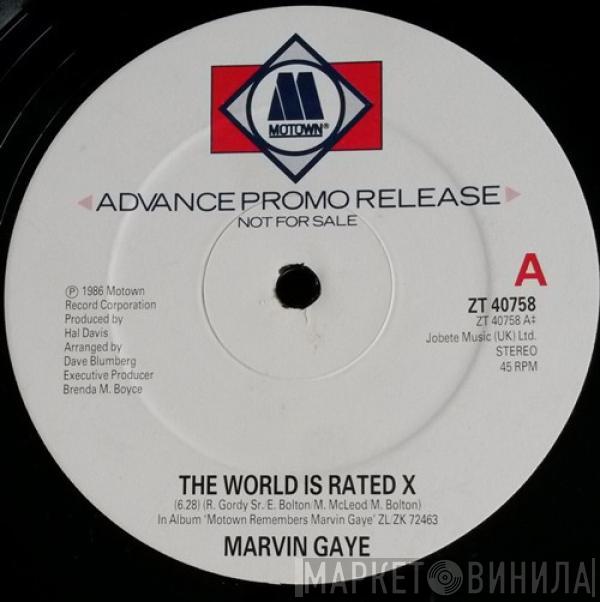 M
MOTOWN®
ADVANCE PROMO RELEASE
NOT FOR SALE
A
℗ 1986 Motown
Record Corporation
Produced by
Hal Davis
Arranged by
Dave Blumberg
Executive Producer
Brenda M. Boyce
ZT 40758
ZT 40758 A‡
Jobete Music (UK) Ltd.
STEREO
45 RPM
THE WORLD IS RATED X
(6.28) (R. Gordy Sr. E. Bolton/M. McLeod M. Bolton)
In Album 'Motown Remembers Marvin Gaye' ZL/ZK 72463
MARVIN GAYE
МАРКЕТ ВИНИЛА